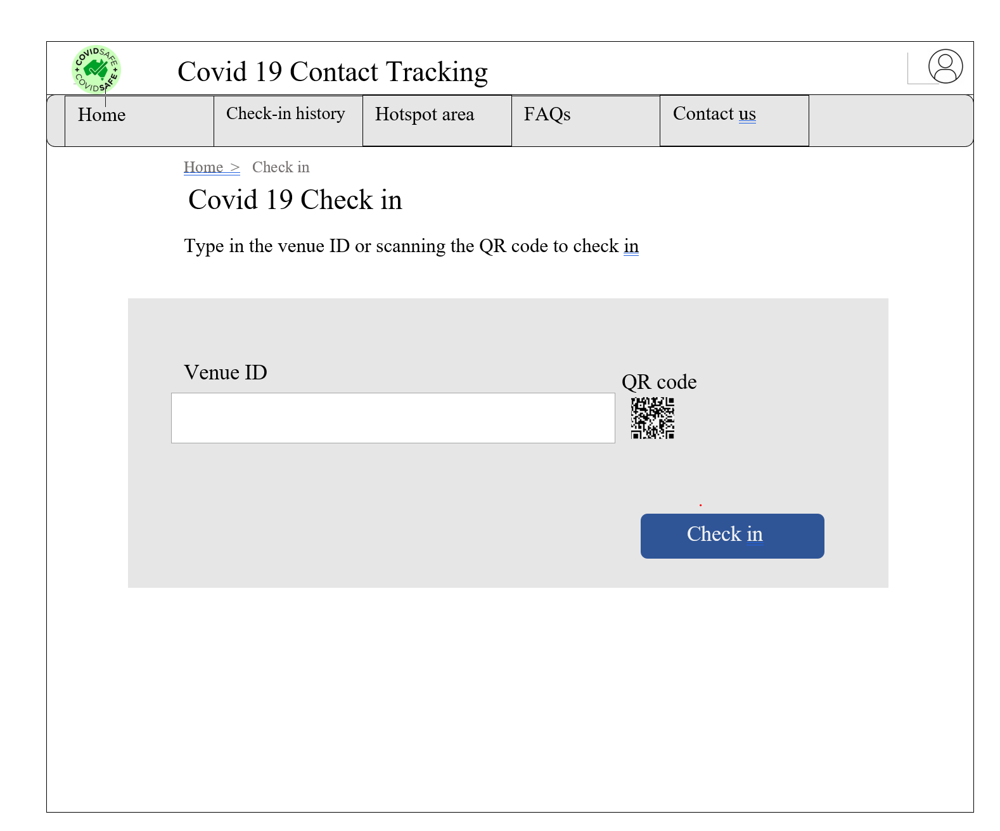 COVIDSAFE
COVIDSAFE
Covid 19 Contact Tracking
Home
Check-in history
Hotspot area
FAQs
Contact us
Home > Check in
Covid 19 Check in
Type in the venue ID or scanning the QR code to check in
Venue ID
QR code
Check in